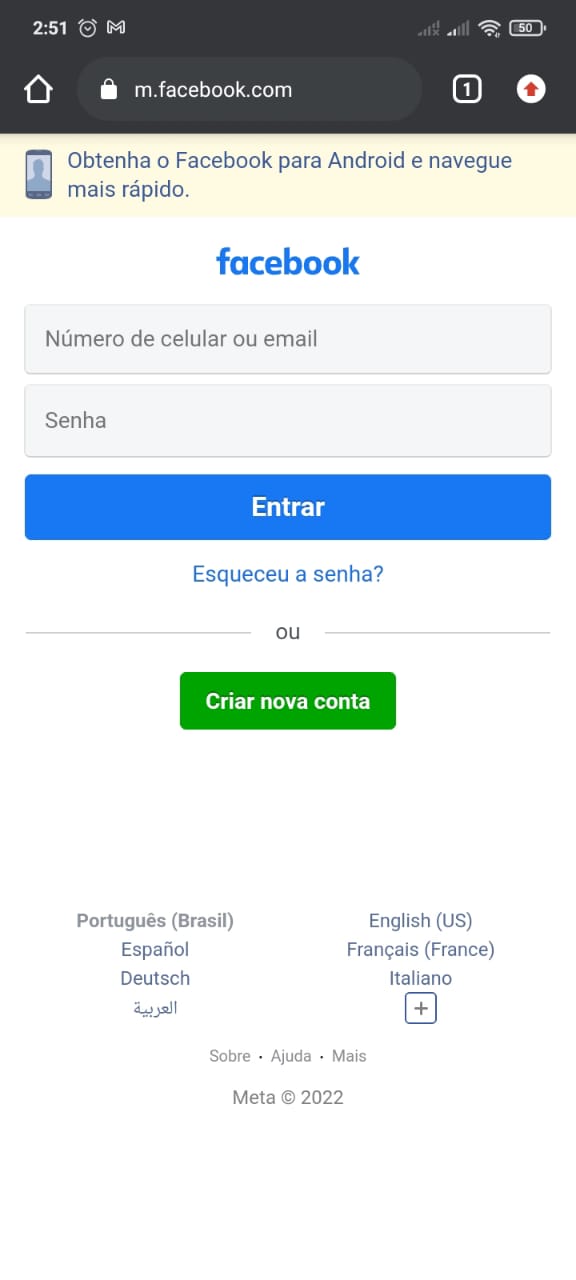 2:51
50
m.facebook.com
1
Obtenha o Facebook para Android e navegue
mais rápido.
facebook
Número de celular ou email
Senha
Entrar
Esqueceu a senha?
ou
Criar nova conta
Português (Brasil)
English (US)
Español
Français (France)
Deutsch
Italiano
العربية
+
Sobre · Ajuda · Mais
Meta © 2022